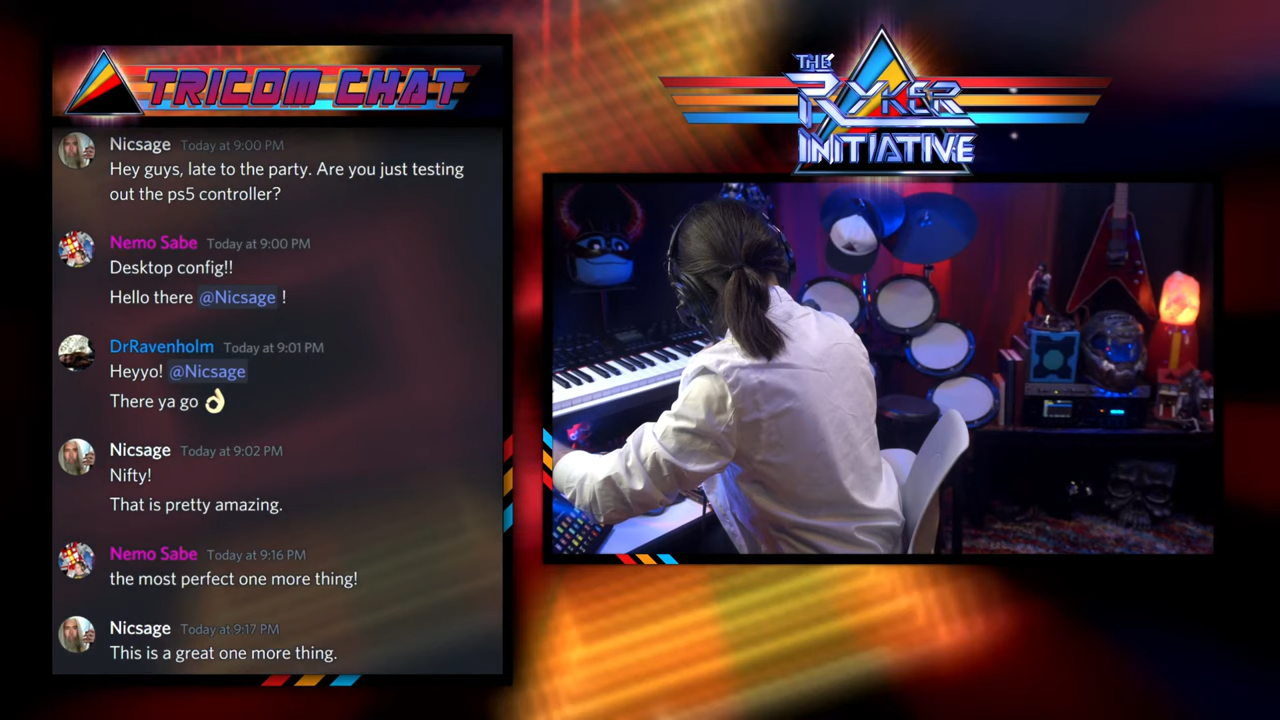 TRICOM CHAT
Nicsage Today at 9:00 PM
Hey guys, late to the party. Are you just testing
out the ps5 controller?
Nemo Sabe Today at 9:00 PM
Desktop config!!
Hello there @Nicsage !
DrRavenholm Today at 9:01 PM
Heyyo! @Nicsage
There ya go 👌
Nicsage Today at 9:02 PM
Nifty!
That is pretty amazing.
Nemo Sabe Today at 9:16 PM
the most perfect one more thing!
Nicsage Today at 9:17 PM
This is a great one more thing.
THE
RYKER
INITIATIVE